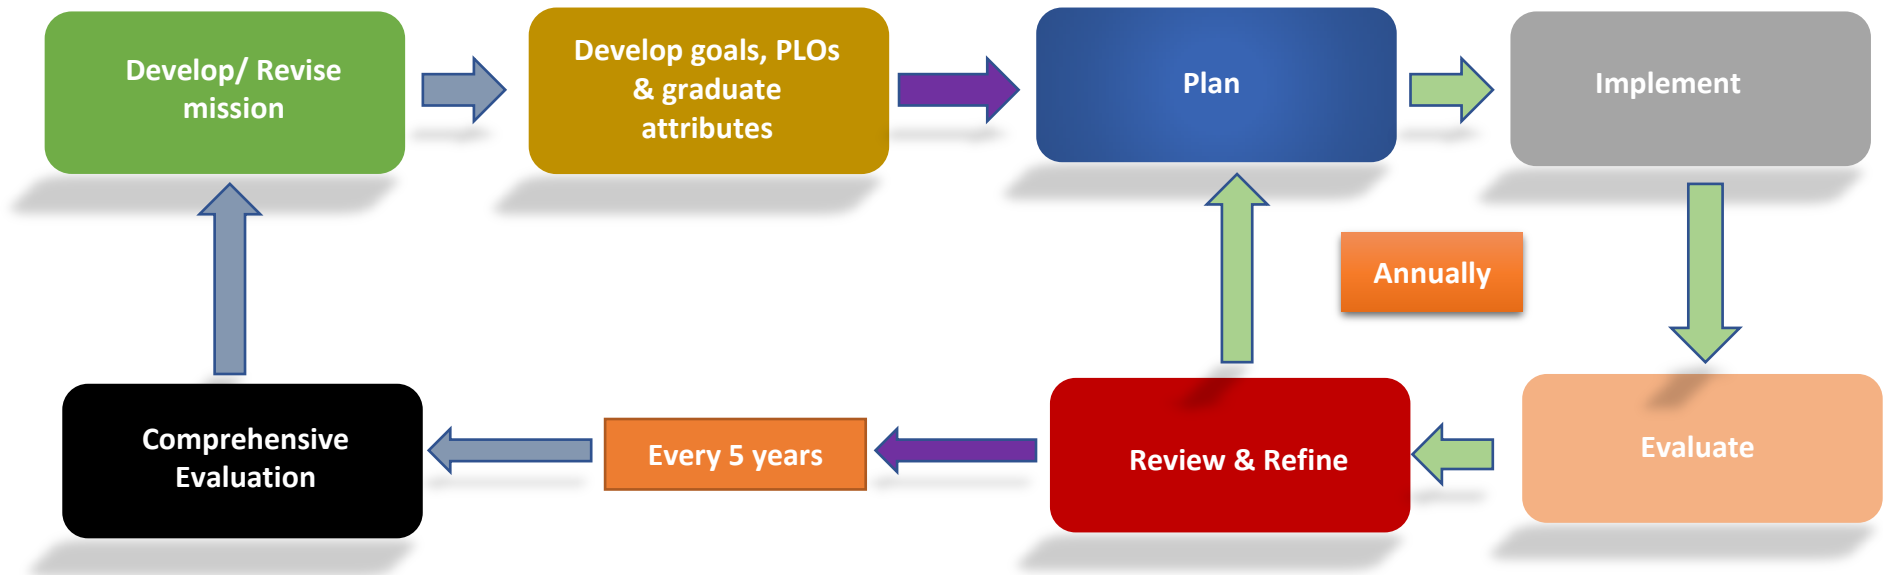 Develop/ Revise
mission
Develop goals, PLOs
& graduate
attributes
Plan
Implement
Annually
Comprehensive
Evaluation
Every 5 years
Review & Refine
Evaluate